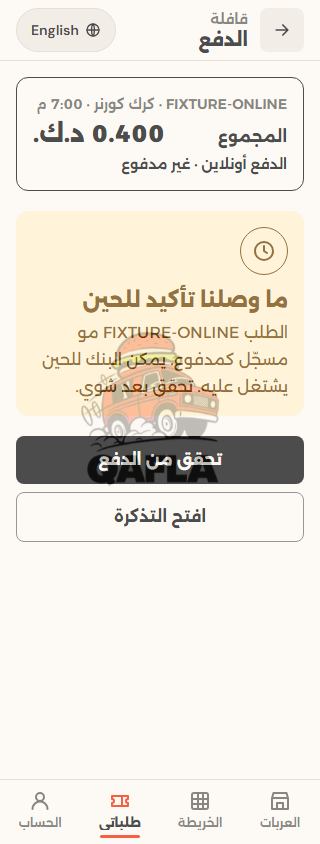 قافلة
الدفع
English
FIXTURE-ONLINE · كرك كورنر · 7:00 م
المجموع 0.400 د.ك.
الدفع أونلاين · غير مدفوع
ما وصلنا تأكيد للحين
الطلب FIXTURE-ONLINE مو
مسجّل كمدفوع. يمكن البنك للحين
يشتغل عليه. تحقق بعد شوي.
تحقق من الدفع
QAFLA
افتح التذكرة
العربات
الخريطة
طلباتي
الحساب